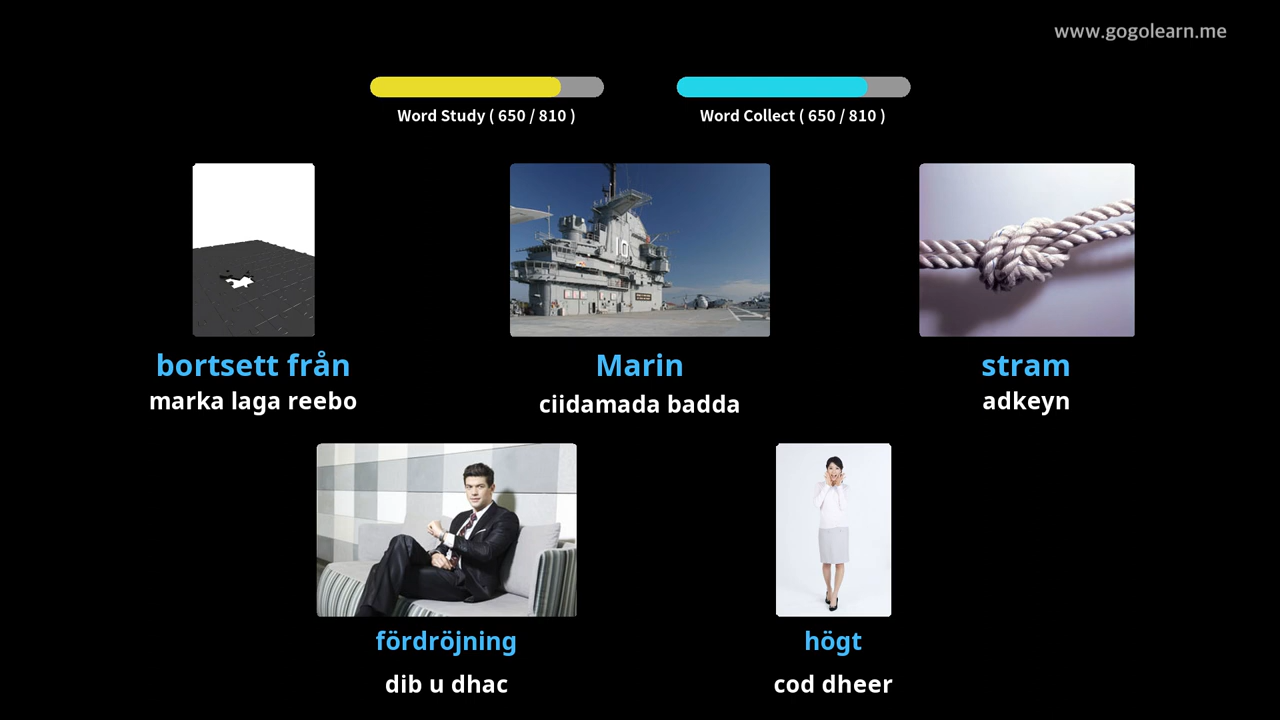 www.gogolearn.me
Word Study ( 650 / 810 )
Word Collect ( 650 / 810 )
10
bortsett från
marka laga reebo
Marin
ciidamada badda
stram
adkeyn
fördröjning
dib u dhac
högt
cod dheer